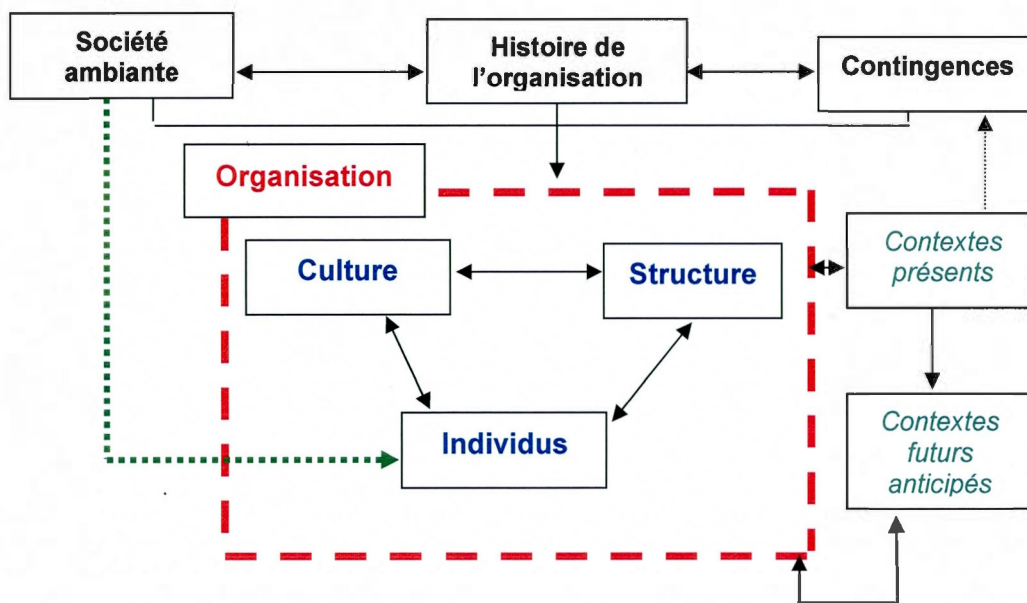 Société
ambiante
Histoire de
l'organisation
Contingences
Organisation
Culture
Structure
Contextes
présents
Individus
Contextes
futurs
anticipés